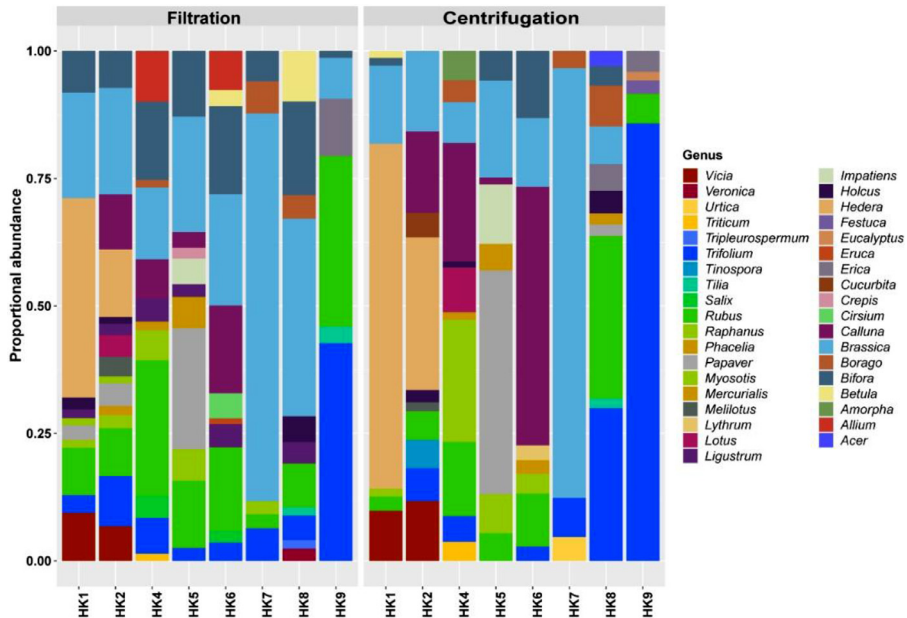 Filtration
Centrifugation
Proportional abundance
1.00
0.75
0.50
0.25
0.00
HK1
HK2
HK4
HK5
HK6
HK7
HK8
HK9
HK1
HK2
HK4
HK5
HK6
HK7
HK8
HK9
Genus
Vicia
Veronica
Urtica
Triticum
Tripleurospermum
Trifolium
Tinospora
Tilia
Salix
Rubus
Raphanus
Phacelia
Papaver
Myosotis
Mercurialis
Melilotus
Lythrum
Lotus
Ligustrum
Impatiens
Holcus
Hedera
Festuca
Eucalyptus
Eruca
Erica
Cucurbita
Crepis
Cirsium
Calluna
Brassica
Borago
Bifora
Betula
Amorpha
Allium
Acer